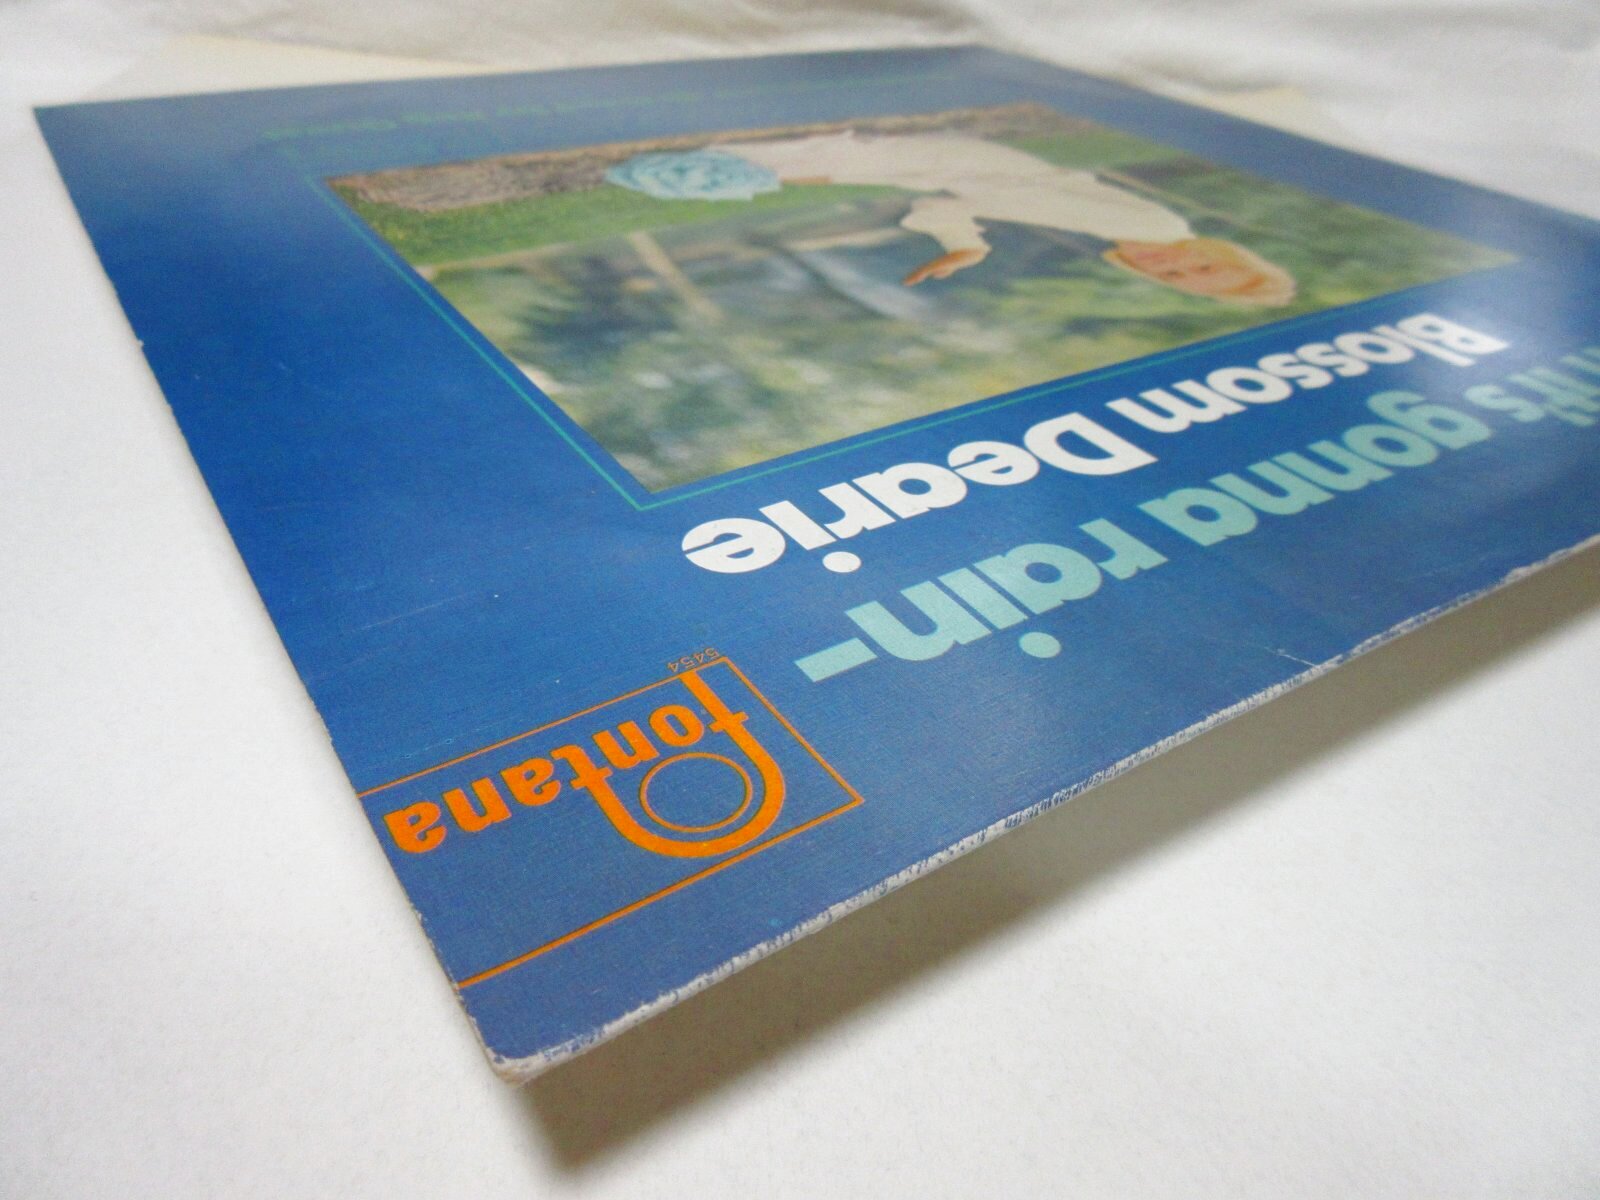 it's gonna rain-
Blossom Dearie
fontana
5454